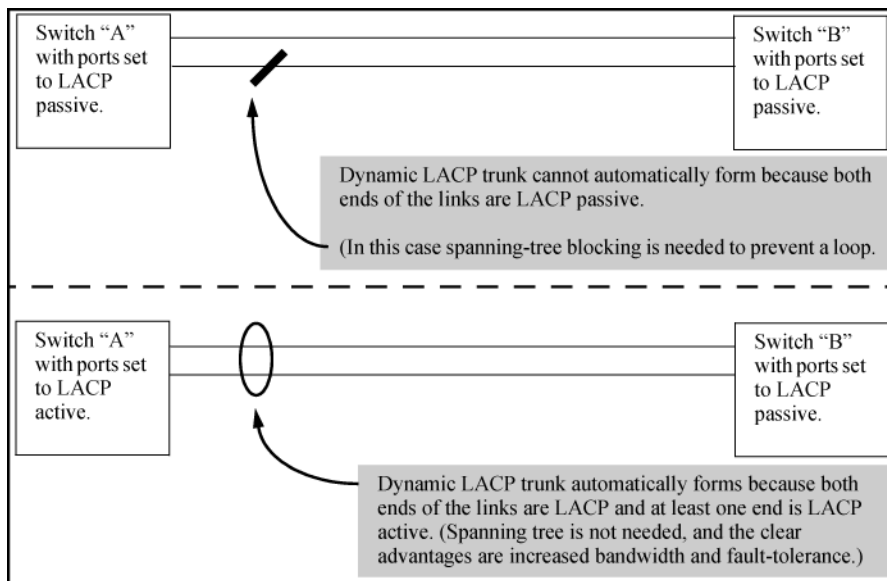 Switch “A”
with ports set
to LACP
passive.
Switch “B”
with ports set
to LACP
passive.
Dynamic LACP trunk cannot automatically form because both
ends of the links are LACP passive.
(In this case spanning-tree blocking is needed to prevent a loop.
Switch “A”
with ports set
to LACP
active.
Switch “B”
with ports set
to LACP
passive.
Dynamic LACP trunk automatically forms because both
ends of the links are LACP and at least one end is LACP
active. (Spanning tree is not needed, and the clear
advantages are increased bandwidth and fault-tolerance.)